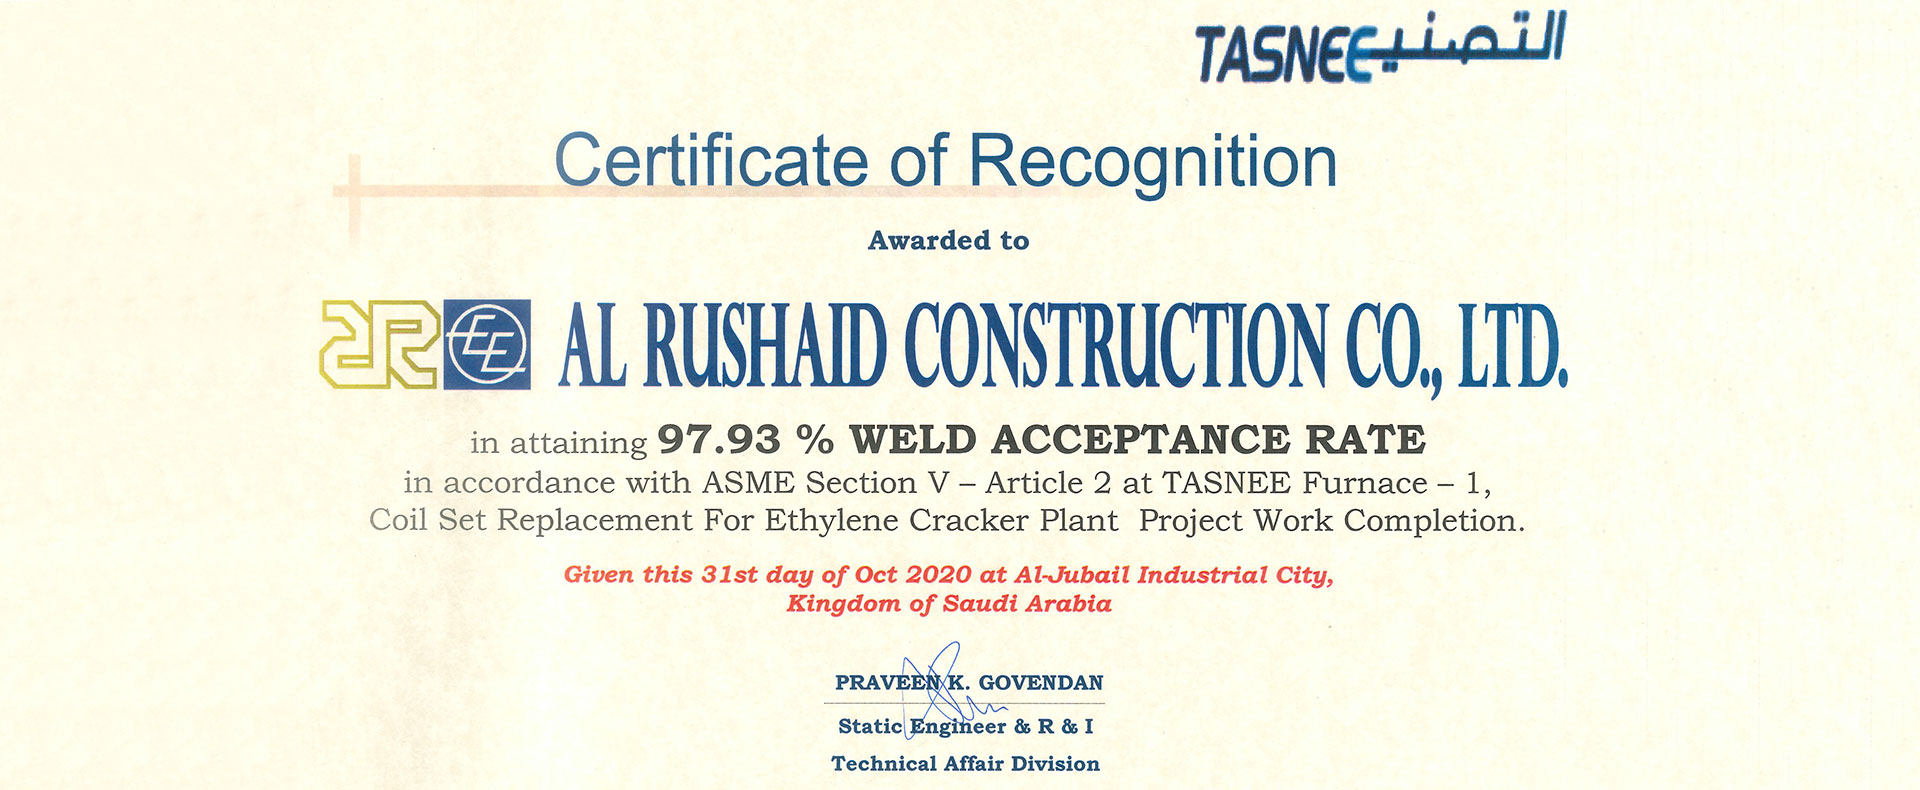 TASNEE التصنيع
Certificate of Recognition
Awarded to
AR EE AL RUSHAID CONSTRUCTION CO., LTD.
in attaining 97.93 % WELD ACCEPTANCE RATE
in accordance with ASME Section V – Article 2 at TASNEE Furnace – 1,
Coil Set Replacement For Ethylene Cracker Plant Project Work Completion.
Given this 31st day of Oct 2020 at Al-Jubail Industrial City,
Kingdom of Saudi Arabia
PRAVEEN K. GOVENDAN
Static Engineer & R & I
Technical Affair Division